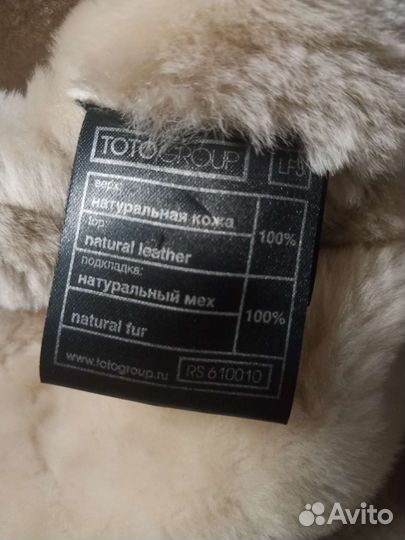 TOTOGROUP
верх:
натуральная кожа
top:
natural leather
100%
подкладка:
натуральный мех
natural fur
100%
www.totogroup.ru
RS 610010
Avito